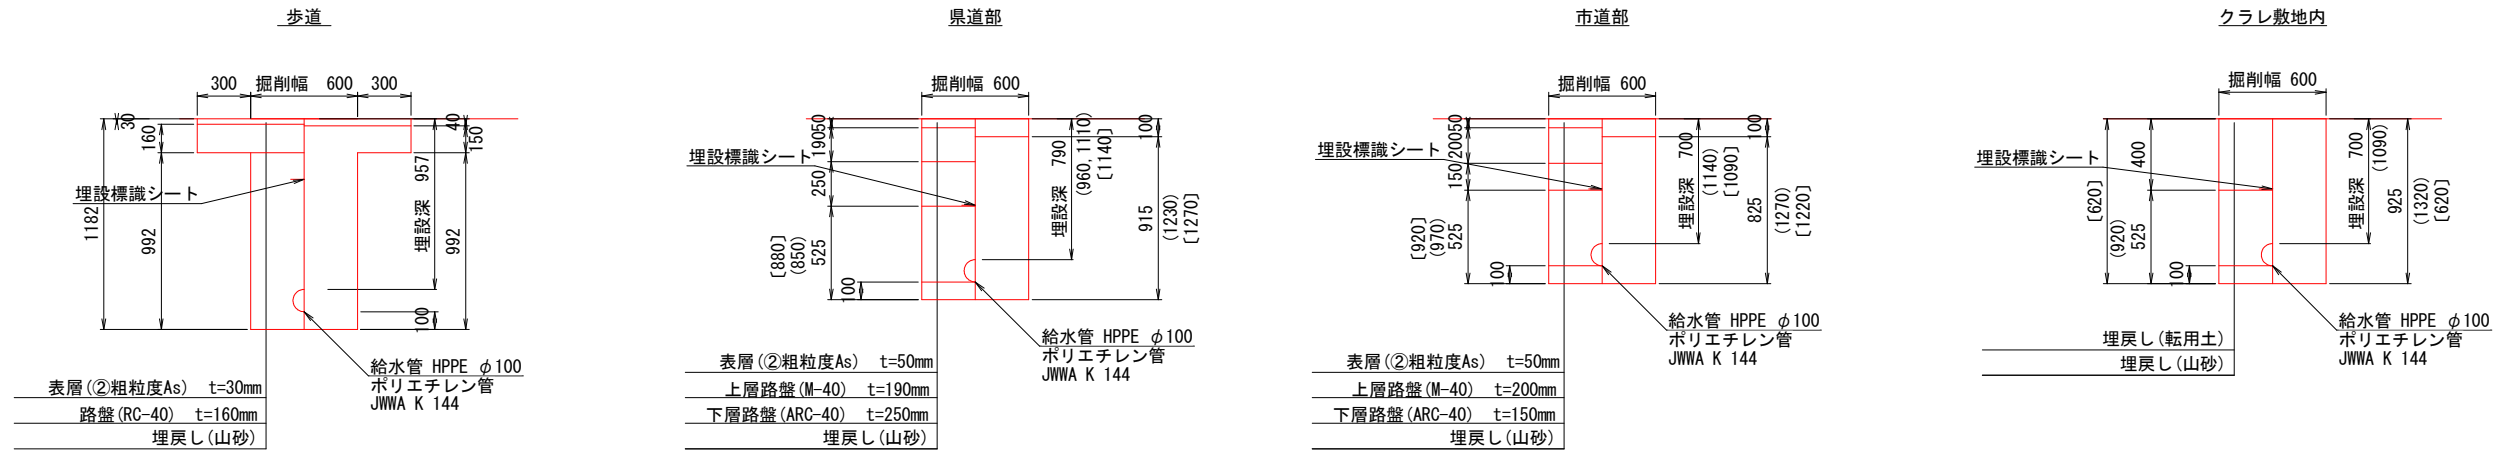 歩道
300 掘削幅 600 300
30
160
1182
992
40
150
957
埋設深
992
100
埋設標識シート
給水管 HPPE φ100
ポリエチレン管
JWWA K 144
表層(②粗粒度As) t=30mm
路盤(RC-40) t=160mm
埋戻し(山砂)
県道部
掘削幅 600
50
190
250
525
(850)
[880]
100
埋設標識シート
埋設深 790
(960,1110)
[1140]
100
915
(1230)
[1270]
給水管 HPPE φ100
ポリエチレン管
JWWA K 144
表層(②粗粒度As) t=50mm
上層路盤(M-40) t=190mm
下層路盤(ARC-40) t=250mm
埋戻し(山砂)
市道部
掘削幅 600
50
200
150
525
(970)
[920]
100
埋設標識シート
埋設深 700
(1140)
[1090]
100
825
(1270)
[1220]
給水管 HPPE φ100
ポリエチレン管
JWWA K 144
表層(②粗粒度As) t=50mm
上層路盤(M-40) t=200mm
下層路盤(ARC-40) t=150mm
埋戻し(山砂)
クラレ敷地内
掘削幅 600
400
525
(920)
[620]
100
埋設標識シート
埋設深 700
(1090)
925
(1320)
[620]
給水管 HPPE φ100
ポリエチレン管
JWWA K 144
埋戻し(転用土)
埋戻し(山砂)